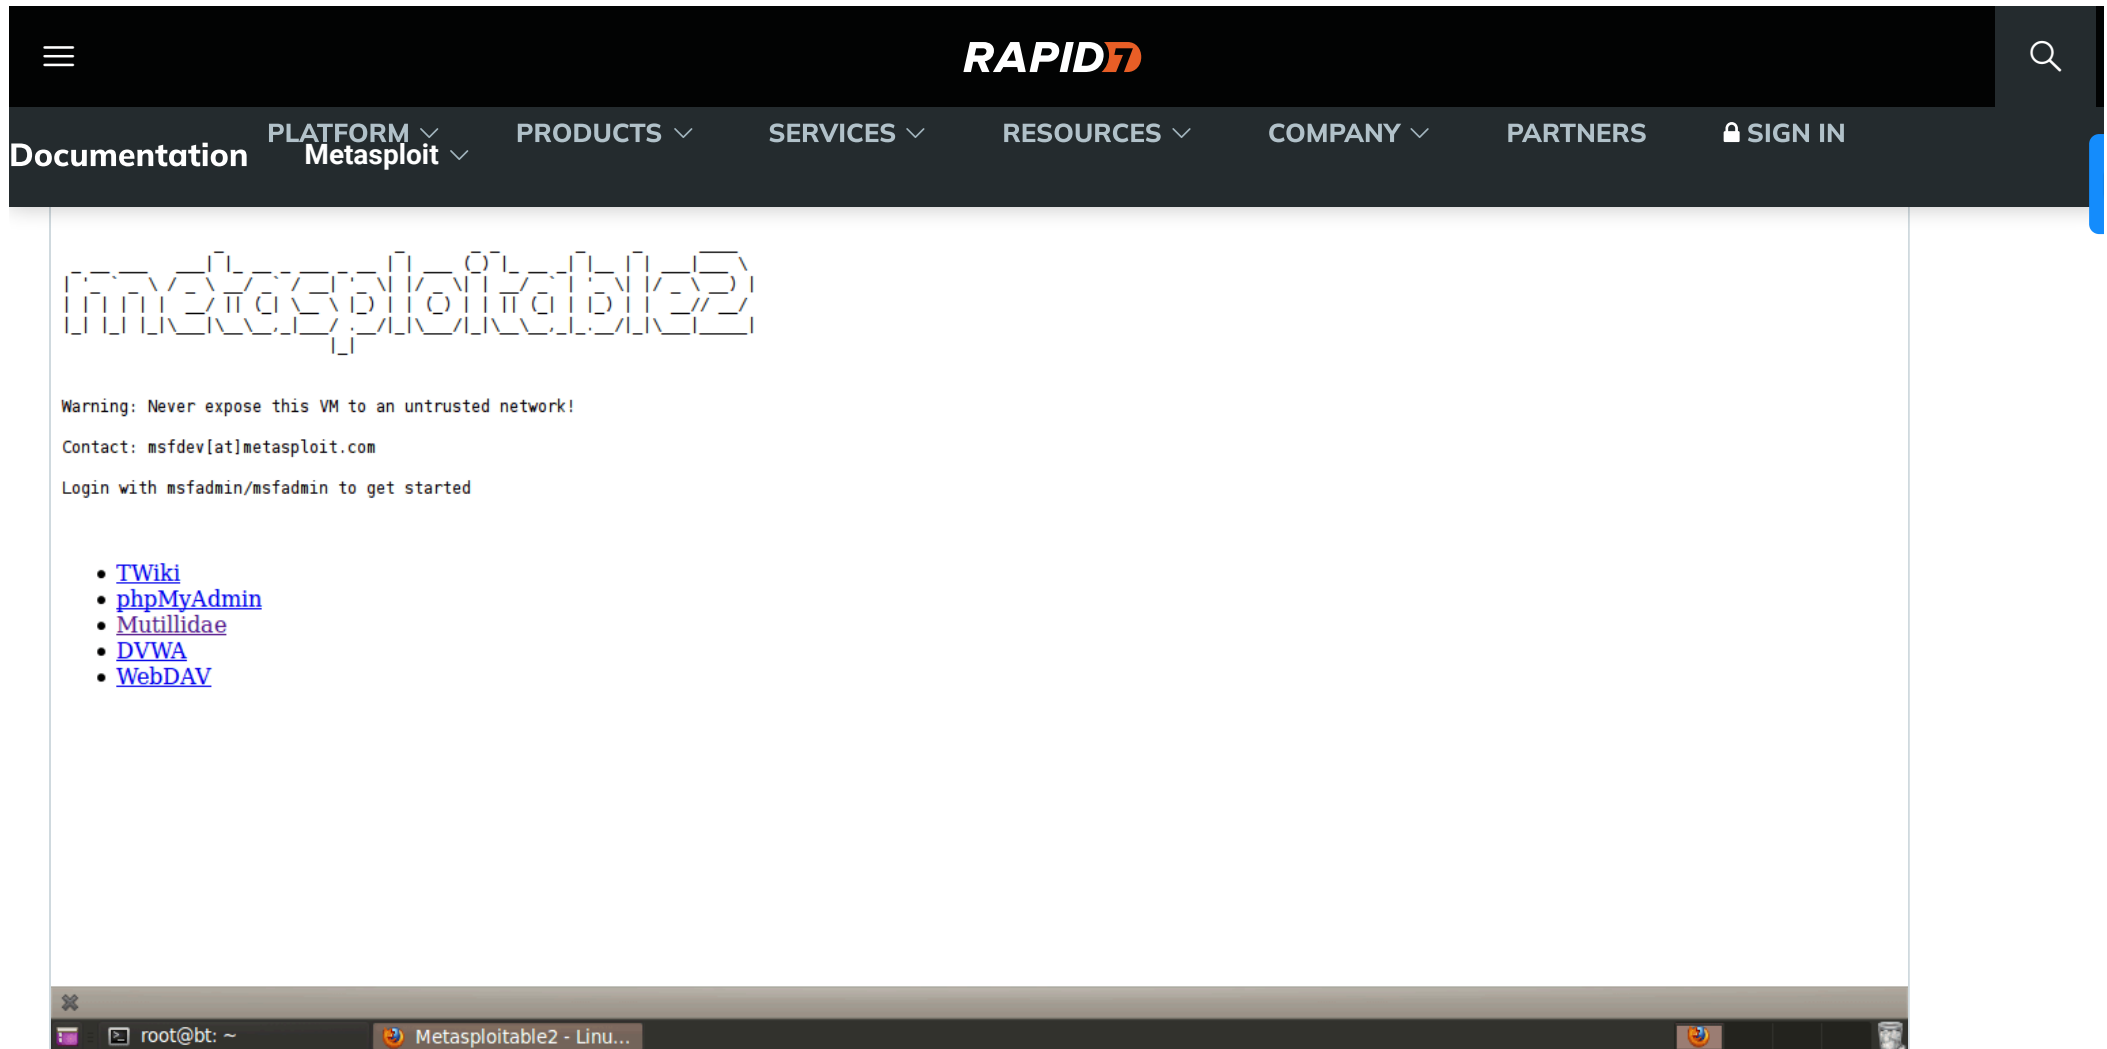 RAPID7
PLATFORM PRODUCTS SERVICES RESOURCES COMPANY PARTNERS SIGN IN
Documentation Metasploit
metasploitable2
Warning: Never expose this VM to an untrusted network!
Contact: msfdev[at]metasploit.com
Login with msfadmin/msfadmin to get started
TWiki
phpMyAdmin
Mutillidae
DVWA
WebDAV
root@bt: ~ Metasploitable2 - Linu...